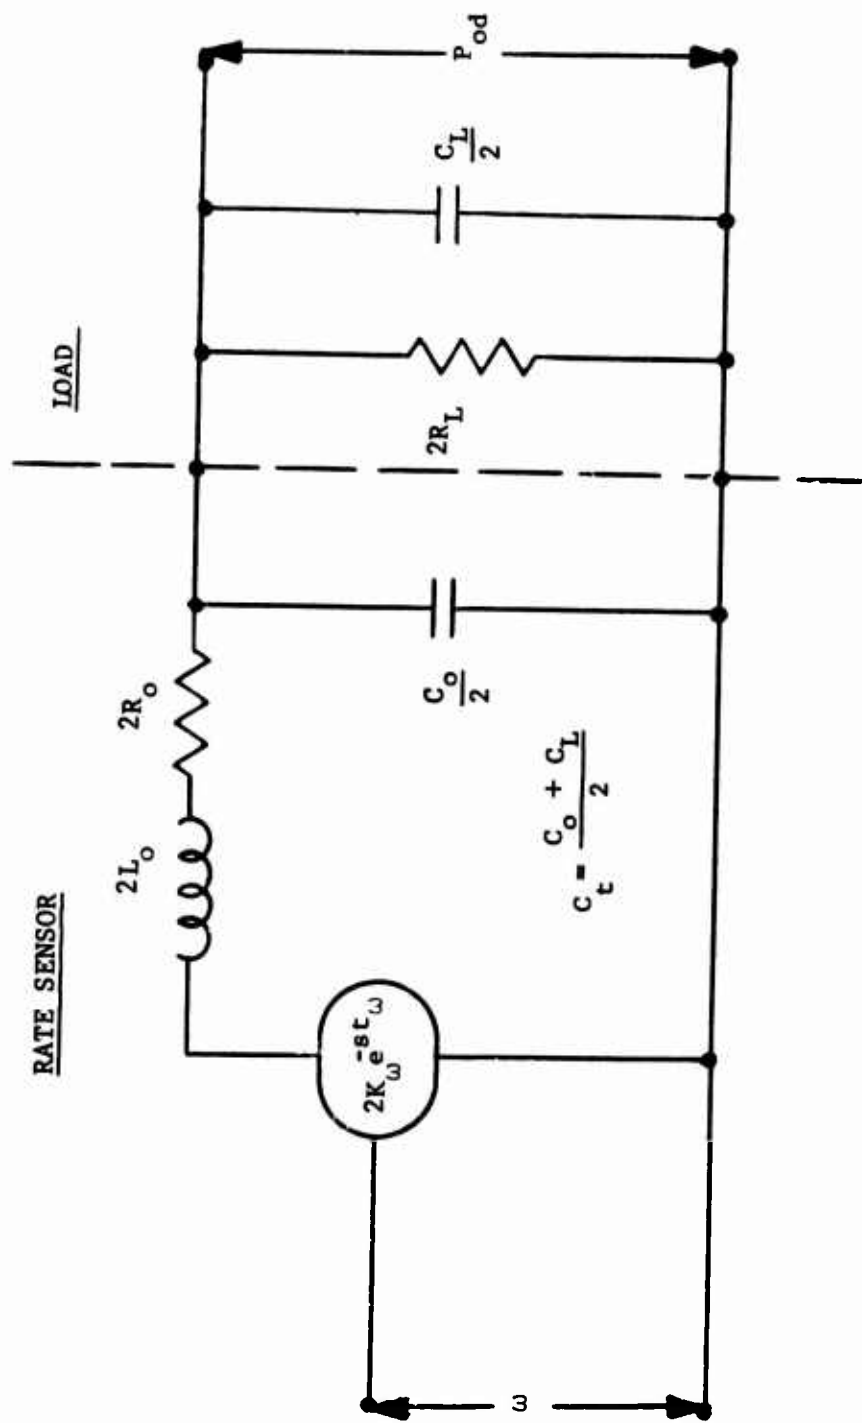 RATE SENSOR
LOAD
2L_o
2R_o
2K_ω e^{-st_ω}
C_o/2
2R_L
C_L/2
P_od
C_t = (C_o + C_L)/2
ω